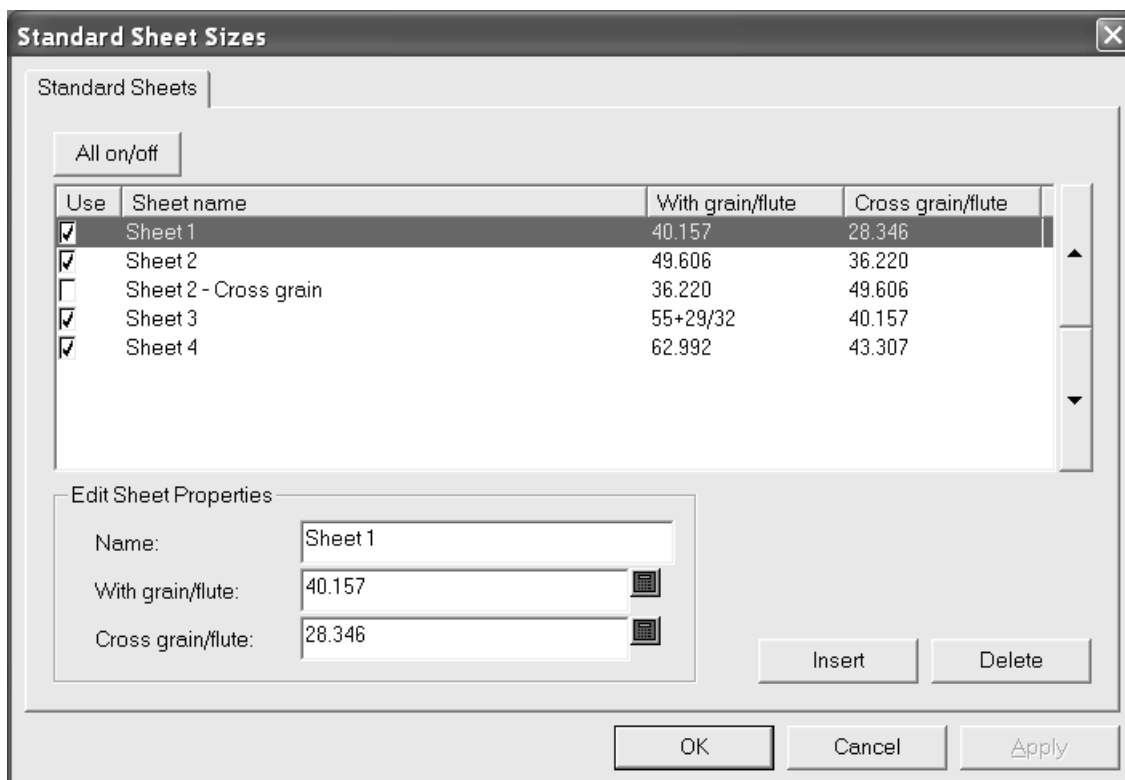 Standard Sheet Sizes
Standard Sheets
All on/off
Use Sheet name With grain/flute Cross grain/flute
Sheet 1 40.157 28.346
Sheet 2 49.606 36.220
Sheet 2 - Cross grain 36.220 49.606
Sheet 3 55+29/32 40.157
Sheet 4 62.992 43.307
Edit Sheet Properties
Name: Sheet 1
With grain/flute: 40.157
Cross grain/flute: 28.346
Insert Delete
OK Cancel Apply